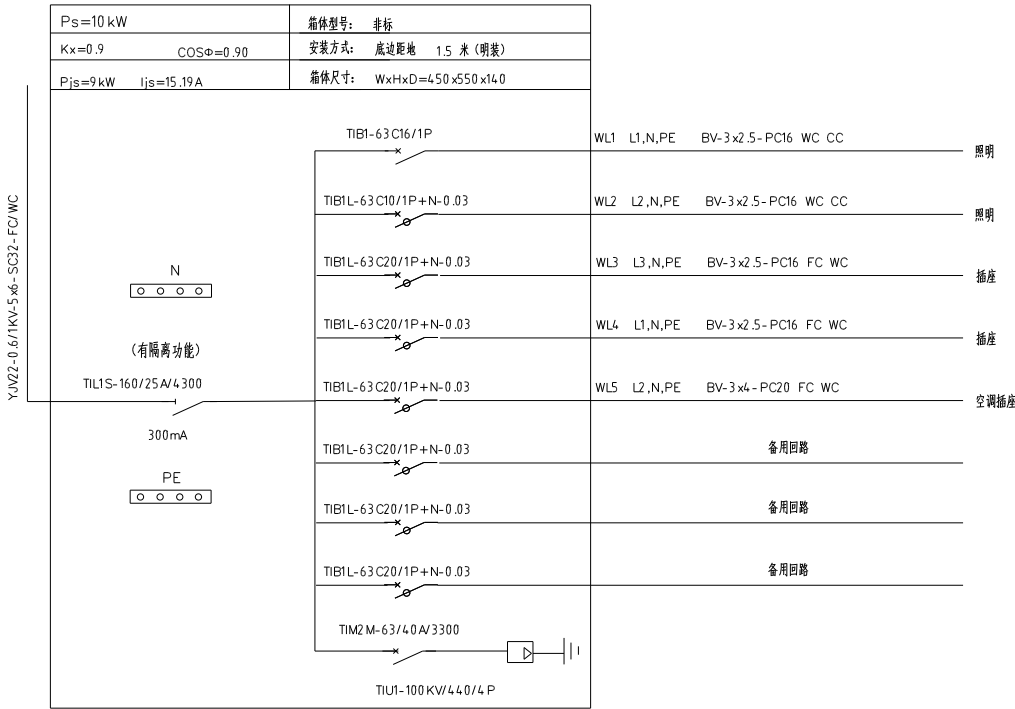 Ps=10kW
箱体型号： 非标
Kx=0.9 COSΦ=0.90
安装方式： 底边距地 1.5 米（明装）
Pjs=9kW Ijs=15.19A
箱体尺寸： WxHxD=450x550x140
YJV22-0.6/1KV-5x6-SC32-FC/WC
TIB1-63C16/1P
WL1 L1,N,PE BV-3x2.5-PC16 WC CC
照明
TIB1L-63C10/1P+N-0.03
WL2 L2,N,PE BV-3x2.5-PC16 WC CC
照明
TIB1L-63C20/1P+N-0.03
WL3 L3,N,PE BV-3x2.5-PC16 FC WC
插座
N
TIB1L-63C20/1P+N-0.03
WL4 L1,N,PE BV-3x2.5-PC16 FC WC
插座
（有隔离功能）
TIL1S-160/25A/4300
300mA
TIB1L-63C20/1P+N-0.03
WL5 L2,N,PE BV-3x4-PC20 FC WC
空调插座
TIB1L-63C20/1P+N-0.03
备用回路
PE
TIB1L-63C20/1P+N-0.03
备用回路
TIB1L-63C20/1P+N-0.03
备用回路
TIM2M-63/40A/3300
TIU1-100KV/440/4P